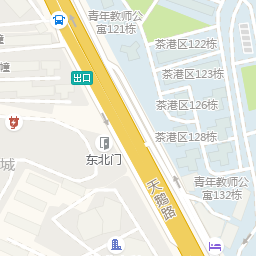 青年教师公
寓121栋
茶港区122栋
幢
出口
茶港区123栋
幢
茶港区126栋
茶港区128栋
东北门
城
天鹅路
青年教师公
寓132栋